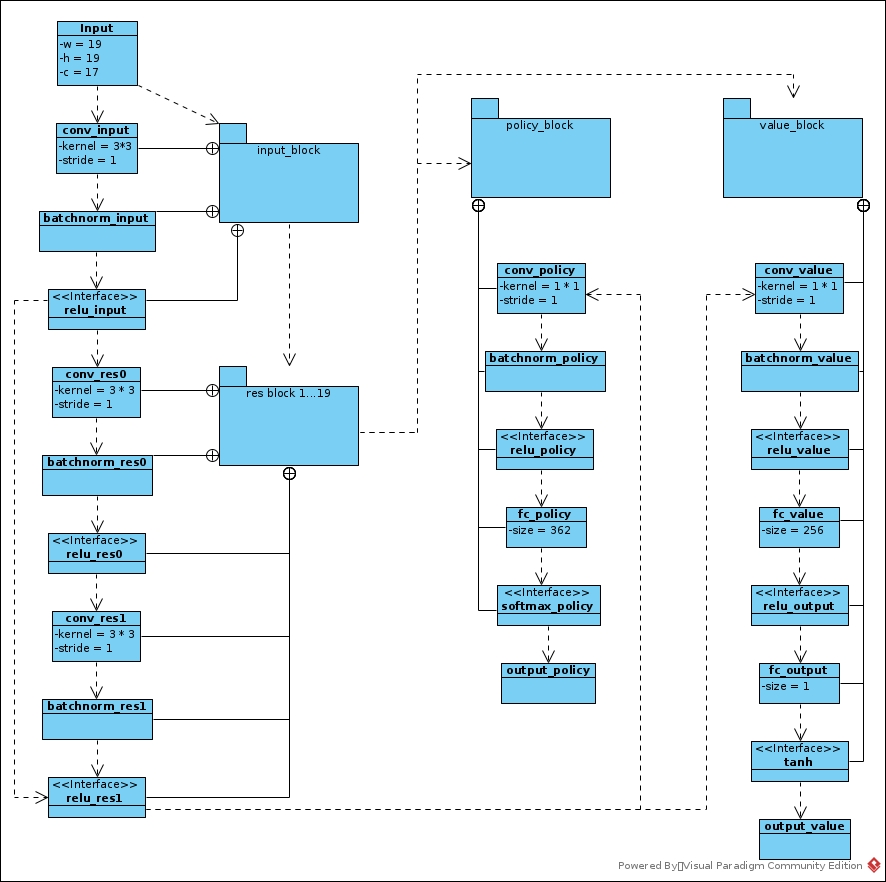 Input
-w = 19
-h = 19
-c = 17
conv_input
-kernel = 3*3
-stride = 1
batchnorm_input
<<Interface>>
relu_input
conv_res0
-kernel = 3 * 3
-stride = 1
batchnorm_res0
<<Interface>>
relu_res0
conv_res1
-kernel = 3 * 3
-stride = 1
batchnorm_res1
<<Interface>>
relu_res1
input_block
res block 1...19
policy_block
conv_policy
-kernel = 1 * 1
-stride = 1
batchnorm_policy
<<Interface>>
relu_policy
fc_policy
-size = 362
<<Interface>>
softmax_policy
output_policy
value_block
conv_value
-kernel = 1 * 1
-stride = 1
batchnorm_value
<<Interface>>
relu_value
fc_value
-size = 256
<<Interface>>
relu_output
fc_output
-size = 1
<<Interface>>
tanh
output_value
Powered By▯Visual Paradigm Community Edition